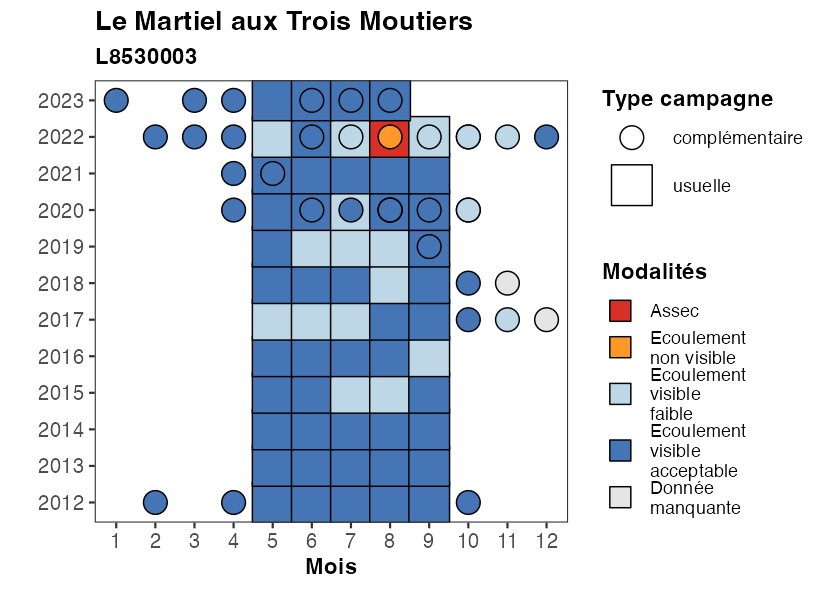 Le Martiel aux Trois Moutiers
L8530003
2023
2022
2021
2020
2019
2018
2017
2016
2015
2014
2013
2012
1 2 3 4 5 6 7 8 9 10 11 12
Mois
Type campagne
complémentaire
usuelle
Modalités
Assec
Ecoulement
non visible
Ecoulement
visible
faible
Ecoulement
visible
acceptable
Donnée
manquante